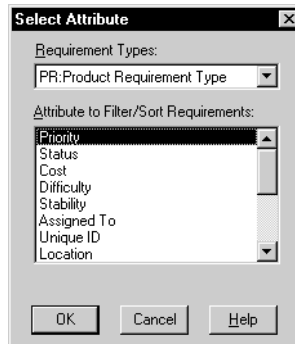 Select Attribute
Requirement Types:
PR:Product Requirement Type
Attribute to Filter/Sort Requirements:
Priority
Status
Cost
Difficulty
Stability
Assigned To
Unique ID
Location
OK Cancel Help